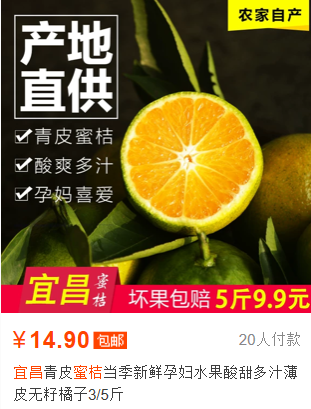 农家自产
产地
直供
青皮蜜桔
酸爽多汁
孕妈喜爱
宜昌蜜桔 坏果包赔 5斤9.9元
¥14.90 包邮 20人付款
宜昌青皮蜜桔当季新鲜孕妇水果酸甜多汁薄
皮无籽橘子3/5斤